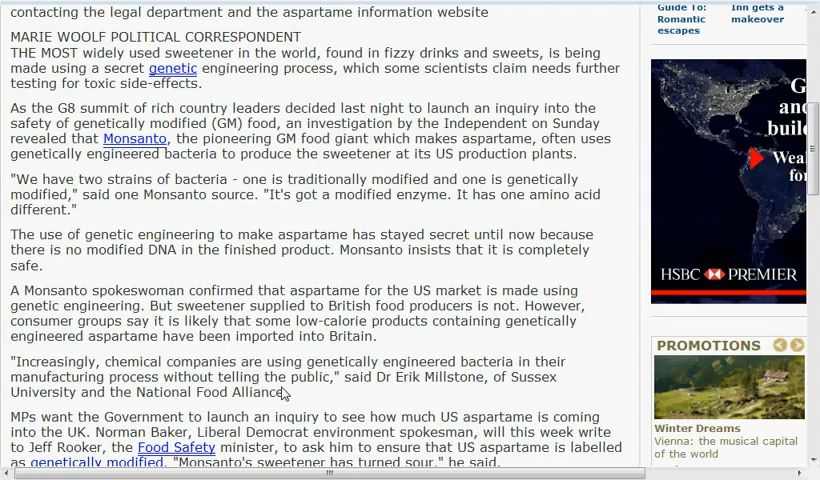 contacting the legal department and the aspartame information website
MARIE WOOLF POLITICAL CORRESPONDENT
THE MOST widely used sweetener in the world, found in fizzy drinks and sweets, is being
made using a secret genetic engineering process, which some scientists claim needs further
testing for toxic side-effects.
As the G8 summit of rich country leaders decided last night to launch an inquiry into the
safety of genetically modified (GM) food, an investigation by the Independent on Sunday
revealed that Monsanto, the pioneering GM food giant which makes aspartame, often uses
genetically engineered bacteria to produce the sweetener at its US production plants.
"We have two strains of bacteria - one is traditionally modified and one is genetically
modified," said one Monsanto source. "It's got a modified enzyme. It has one amino acid
different."
The use of genetic engineering to make aspartame has stayed secret until now because
there is no modified DNA in the finished product. Monsanto insists that it is completely
safe.
A Monsanto spokeswoman confirmed that aspartame for the US market is made using
genetic engineering. But sweetener supplied to British food producers is not. However,
consumer groups say it is likely that some low-calorie products containing genetically
engineered aspartame have been imported into Britain.
"Increasingly, chemical companies are using genetically engineered bacteria in their
manufacturing process without telling the public," said Dr Erik Millstone, of Sussex
University and the National Food Alliance.
MPs want the Government to launch an inquiry to see how much US aspartame is coming
into the UK. Norman Baker, Liberal Democrat environment spokesman, will this week write
to Jeff Rooker, the Food Safety minister, to ask him to ensure that US aspartame is labelled
as genetically modified. "Monsanto's sweetener has turned sour," he said.
Guide To:
Romantic
escapes
Inn gets a
makeover
G
and
build
Wea
for
HSBC PREMIER
PROMOTIONS
Winter Dreams
Vienna: the musical capital
of the world